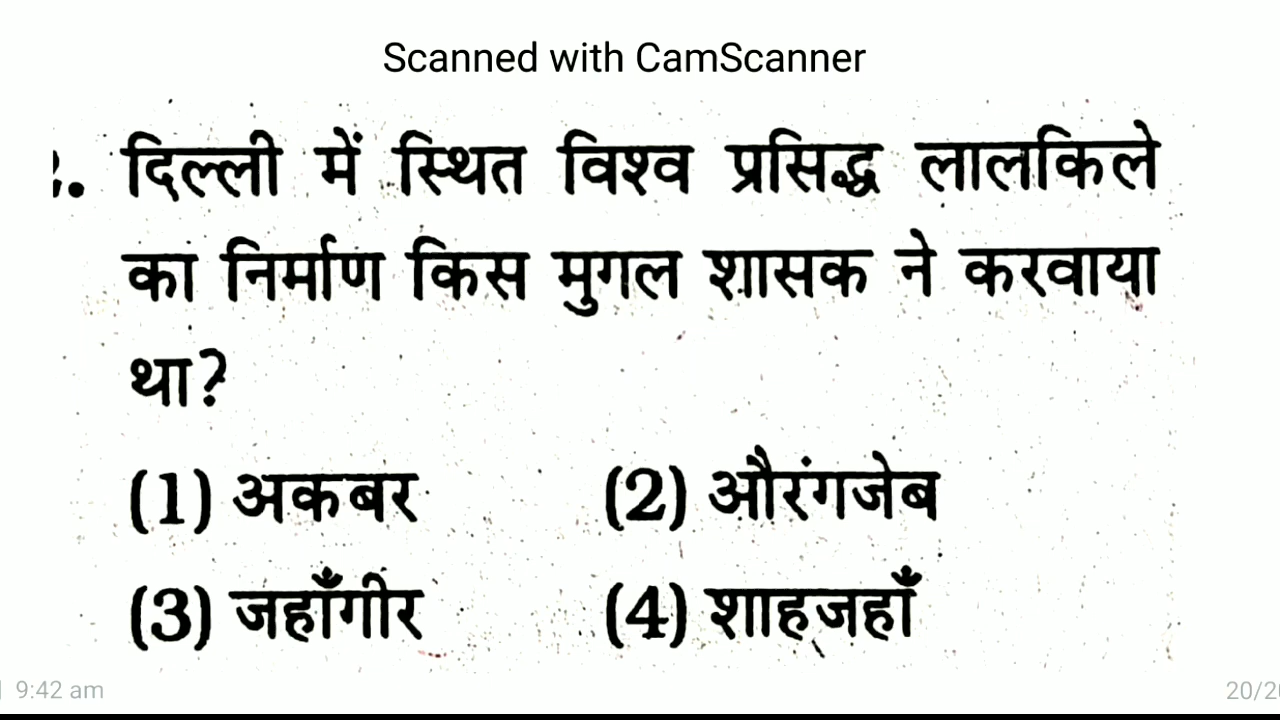 Scanned with CamScanner
दिल्ली में स्थित विश्व प्रसिद्ध लालकिले
का निर्माण किस मुगल शासक ने करवाया
था?
(1) अकबर (2) औरंगजेब
(3) जहाँगीर (4) शाहजहाँ
9:42 am